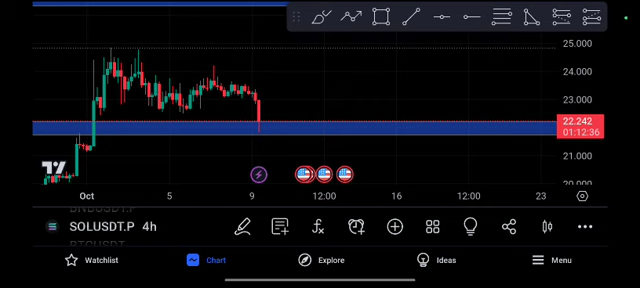 25.000
24.000
23.000
22.242
01:12:36
21.000
20.000
Oct 5 9 12:00 16 12:00 23
BNBUSDT.P
SOLUSDT.P 4h
BTCUSDT.P
Watchlist Chart Explore Ideas Menu